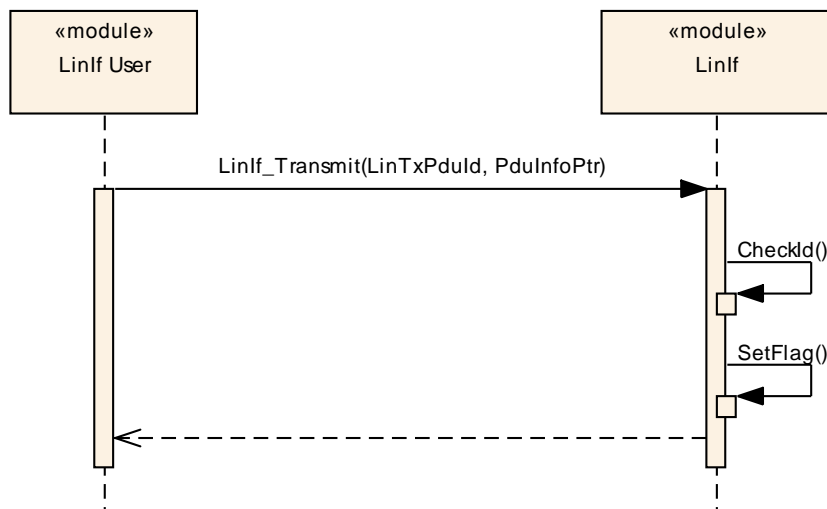 «module»
LinIf User
«module»
LinIf
LinIf_Transmit(LinTxPduId, PduInfoPtr)
CheckId()
SetFlag()